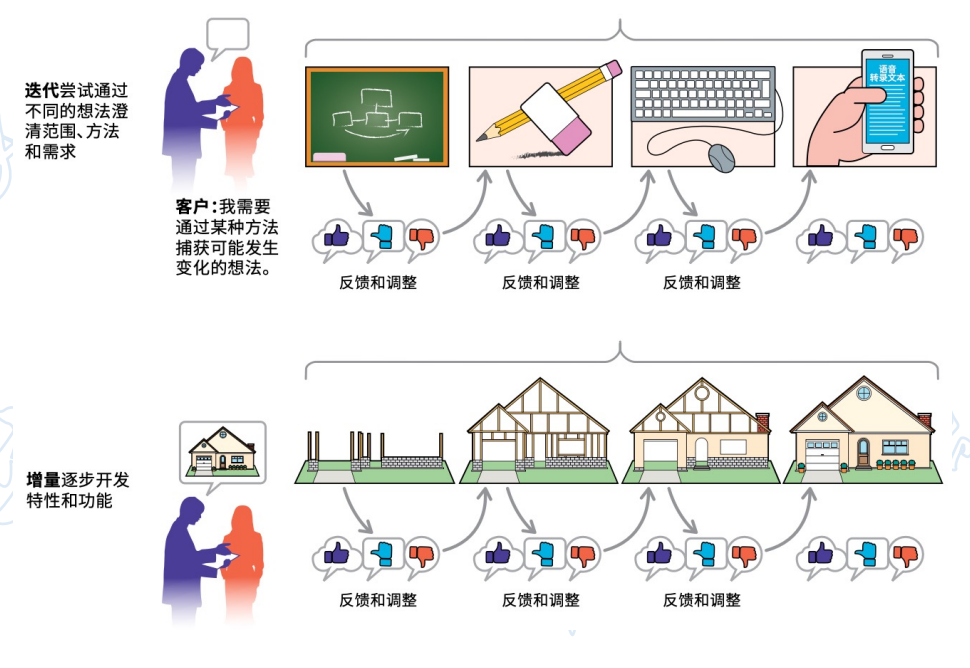 迭代尝试通过
不同的想法澄
清范围、方法
和需求
客户：我需要
通过某种方法
捕获可能发生
变化的想法。
语音
转录文本
反馈和调整
反馈和调整
反馈和调整
增量逐步开发
特性和功能
反馈和调整
反馈和调整
反馈和调整